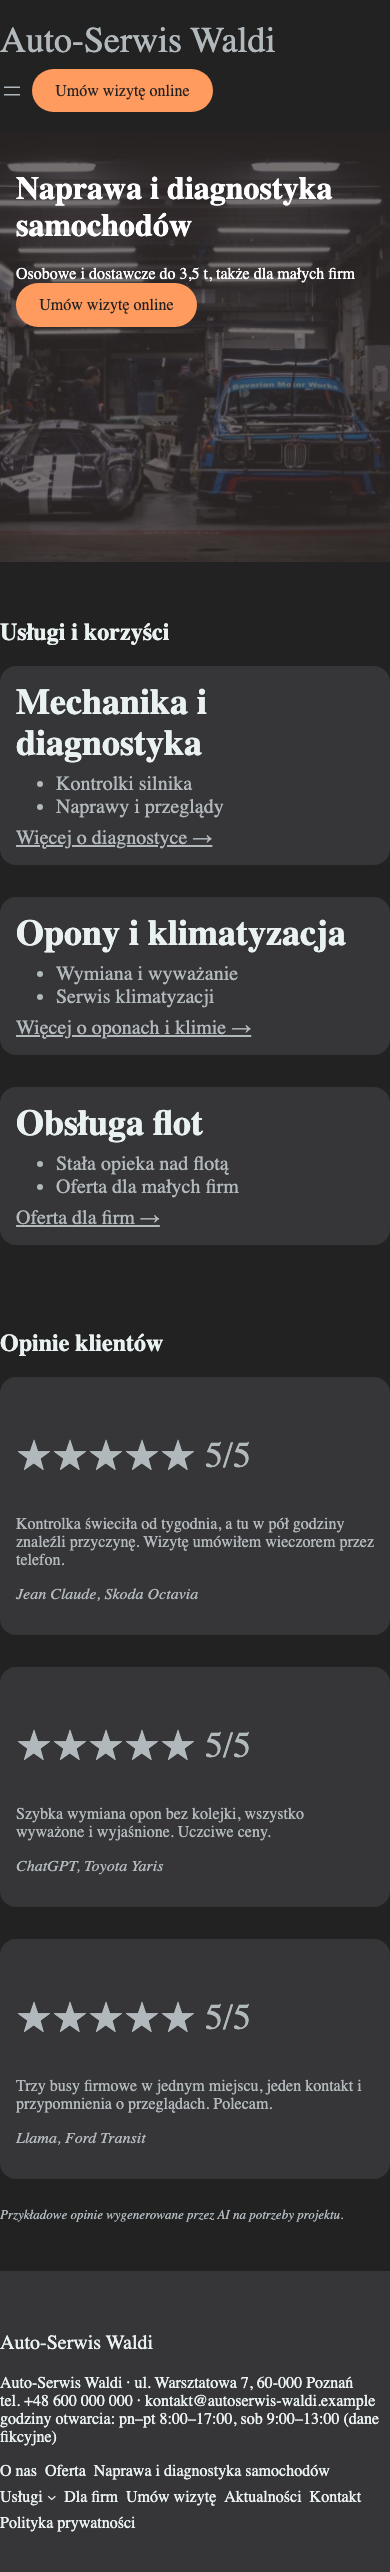 Auto-Serwis Waldi
Umów wizytę online
Naprawa i diagnostyka
samochodów
Osobowe i dostawcze do 3,5 t, także dla małych firm
Umów wizytę online
Bavarian Motor Works
33
Usługi i korzyści
Mechanika i
diagnostyka
• Kontrolki silnika
• Naprawy i przeglądy
Więcej o diagnostyce →
Opony i klimatyzacja
• Wymiana i wyważanie
• Serwis klimatyzacji
Więcej o oponach i klimie →
Obsługa flot
• Stała opieka nad flotą
• Oferta dla małych firm
Oferta dla firm →
Opinie klientów
★★★★★ 5/5
Kontrolka świeciła od tygodnia, a tu w pół godziny
znaleźli przyczynę. Wizytę umówiłem wieczorem przez
telefon.
Jean Claude, Skoda Octavia
★★★★★ 5/5
Szybka wymiana opon bez kolejki, wszystko
wyważone i wyjaśnione. Uczciwe ceny.
ChatGPT, Toyota Yaris
★★★★★ 5/5
Trzy busy firmowe w jednym miejscu, jeden kontakt i
przypomnienia o przeglądach. Polecam.
Llama, Ford Transit
Przykładowe opinie wygenerowane przez AI na potrzeby projektu.
Auto-Serwis Waldi
Auto-Serwis Waldi · ul. Warsztatowa 7, 60-000 Poznań
tel. +48 600 000 000 · kontakt@autoserwis-waldi.example
godziny otwarcia: pn–pt 8:00–17:00, sob 9:00–13:00 (dane
fikcyjne)
O nas Oferta Naprawa i diagnostyka samochodów
Usługi Dla firm Umów wizytę Aktualności Kontakt
Polityka prywatności